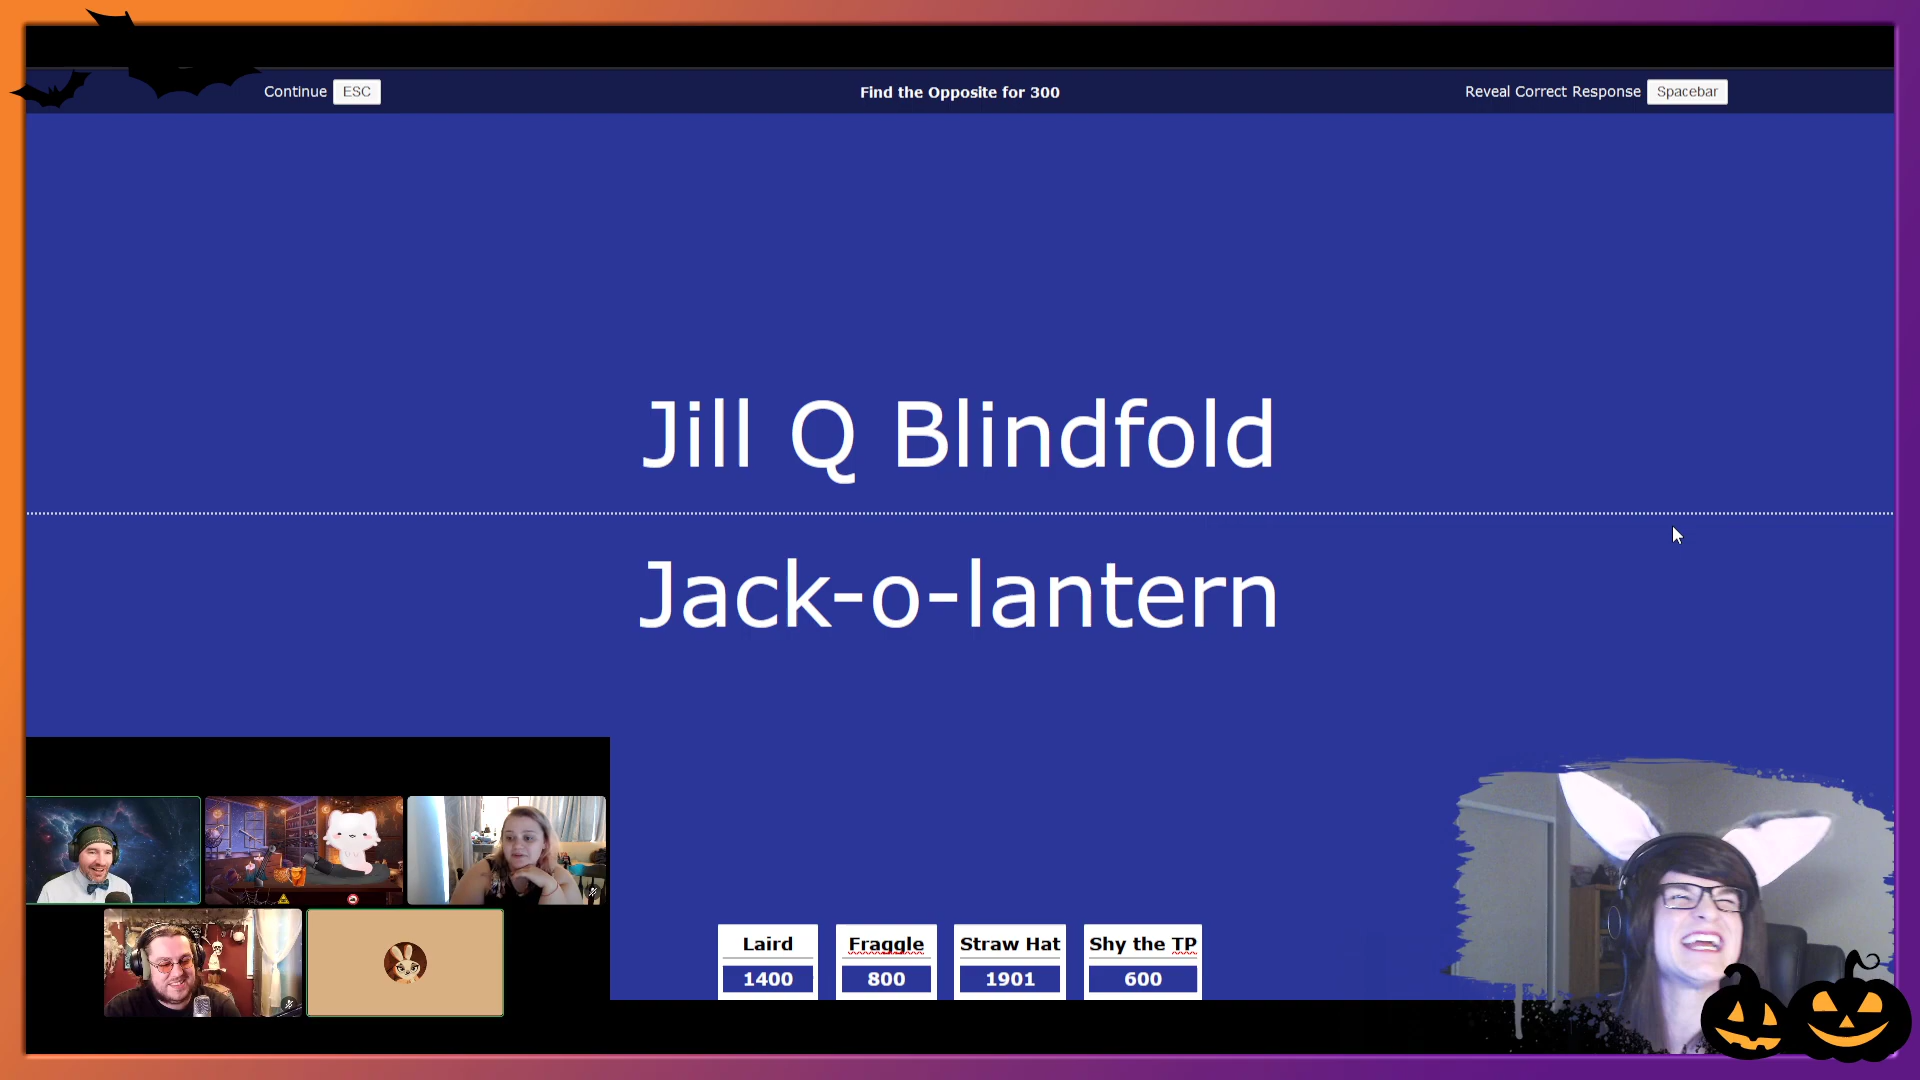 Continue ESC
Find the Opposite for 300
Reveal Correct Response Spacebar
Jill Q Blindfold
Jack-o-lantern
Laird
1400
Fraggle
800
Straw Hat
1901
Shy the TP
600